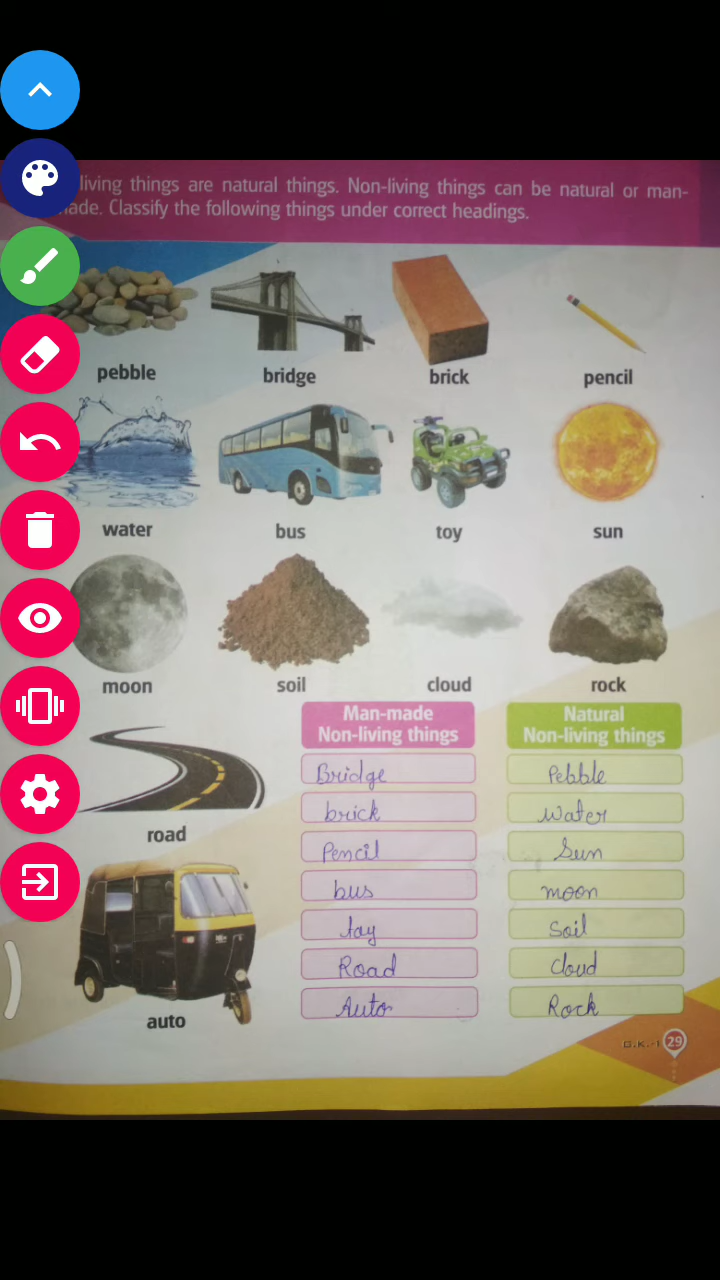 living things are natural things. Non-living things can be natural or man-
ade. Classify the following things under correct headings.
pebble bridge brick pencil
water bus toy sun
moon soil cloud rock
road
auto
Man-made
Non-living things
Bridge
brick
Pencil
bus
tay
Road
Auto
Natural
Non-living things
Pebble
water
Sun
moon
Soil
cloud
Rock
G.K.-1 29